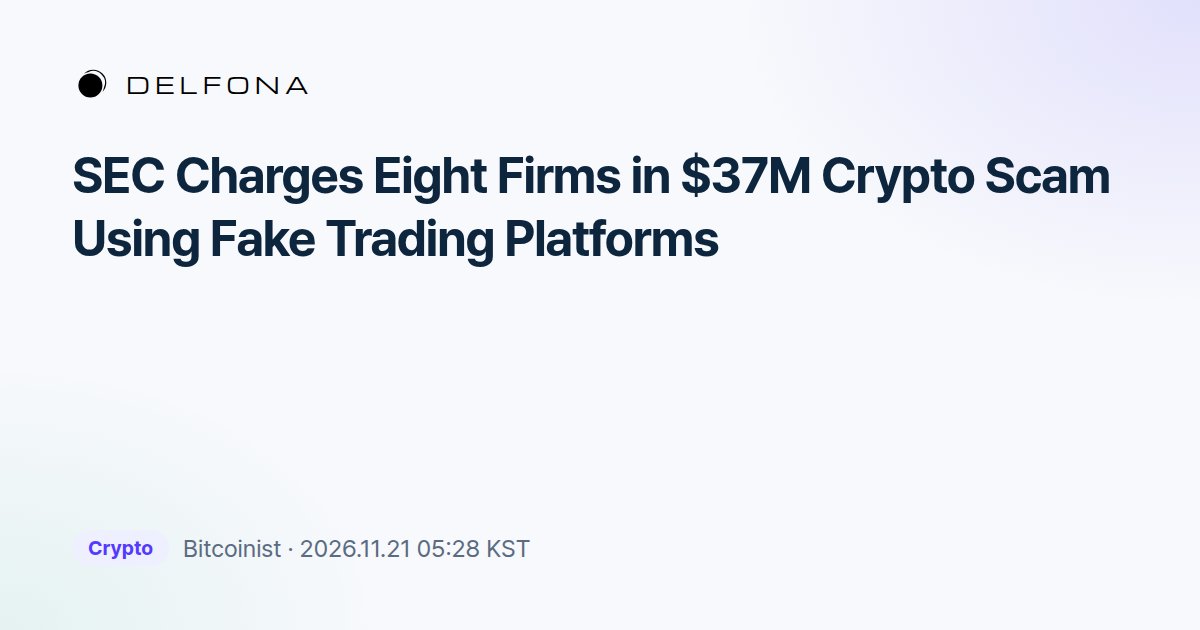 DELFONA
SEC Charges Eight Firms in $37M Crypto Scam
Using Fake Trading Platforms
Crypto Bitcoinist · 2026.11.21 05:28 KST